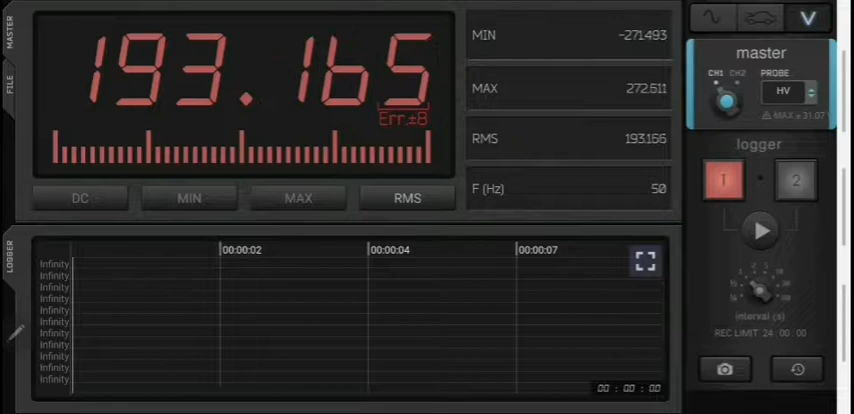 MASTER
FILE
193.165
Err.±8
DC MIN MAX RMS
MIN -271.493
MAX 272.511
RMS 193.166
F (Hz) 50
V
master
CH1 CH2 PROBE
HV
MAX ± 31.07
logger
1 2
interval (s)
REC LIMIT 24 : 00 : 00
LOGGER
00:00:02 00:00:04 00:00:07
Infinity
Infinity
Infinity
Infinity
Infinity
Infinity
Infinity
Infinity
Infinity
Infinity
Infinity
00 : 00 : 00